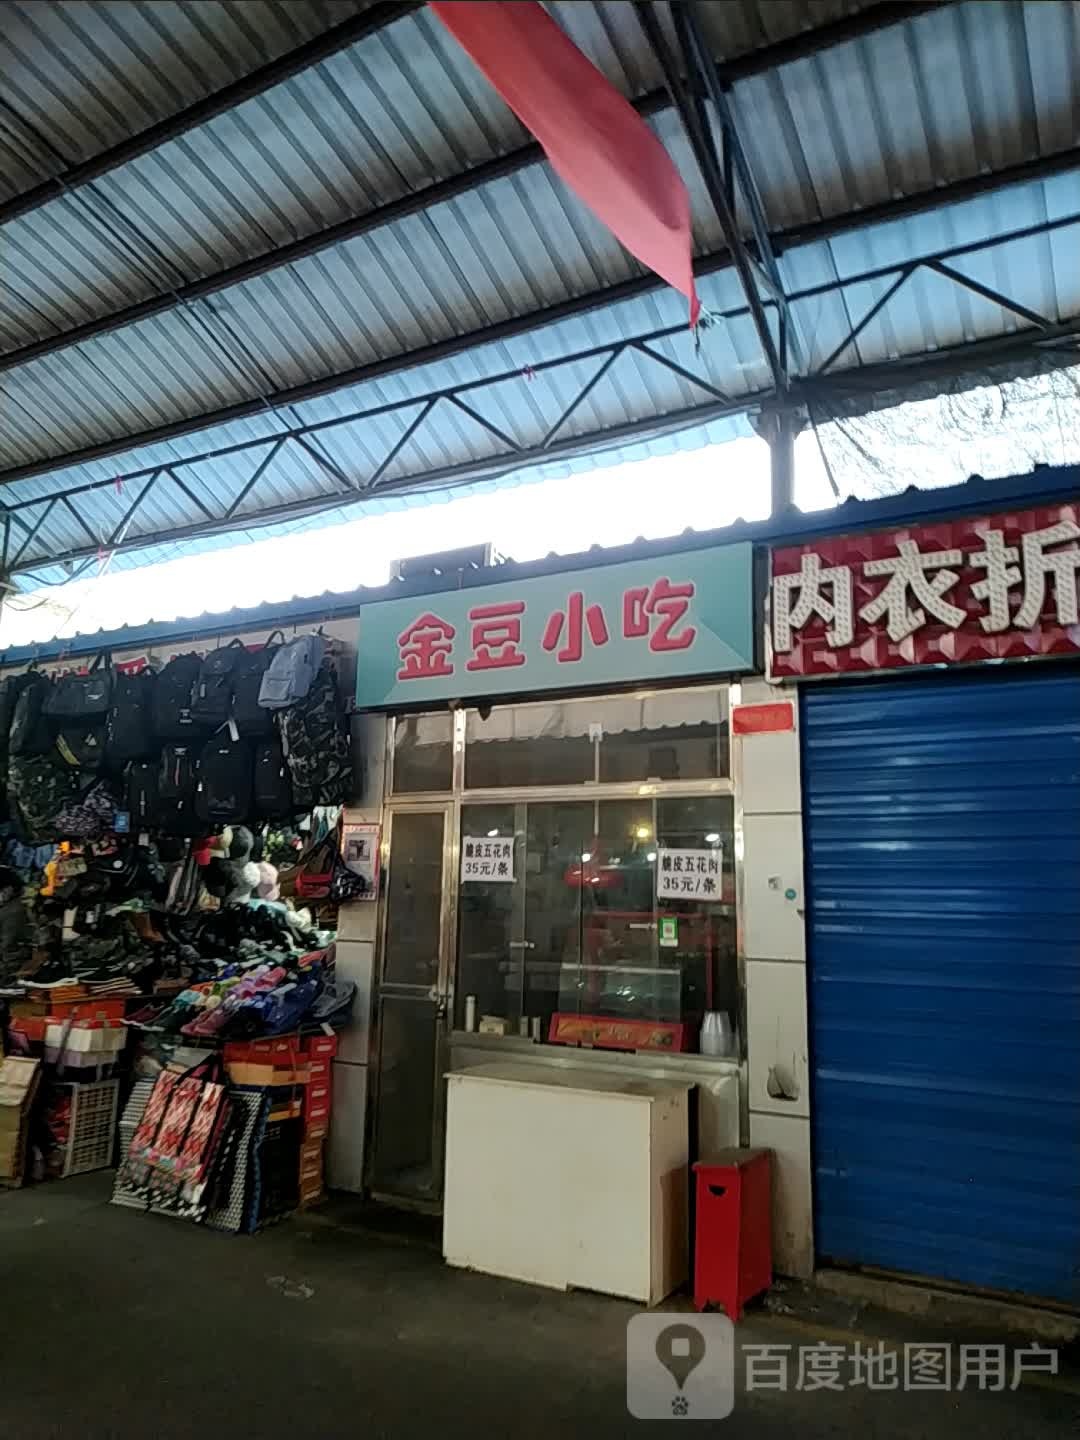 金豆小吃
内衣折
脆皮五花肉
35元/条
脆皮五花肉
35元/条
百度地图用户